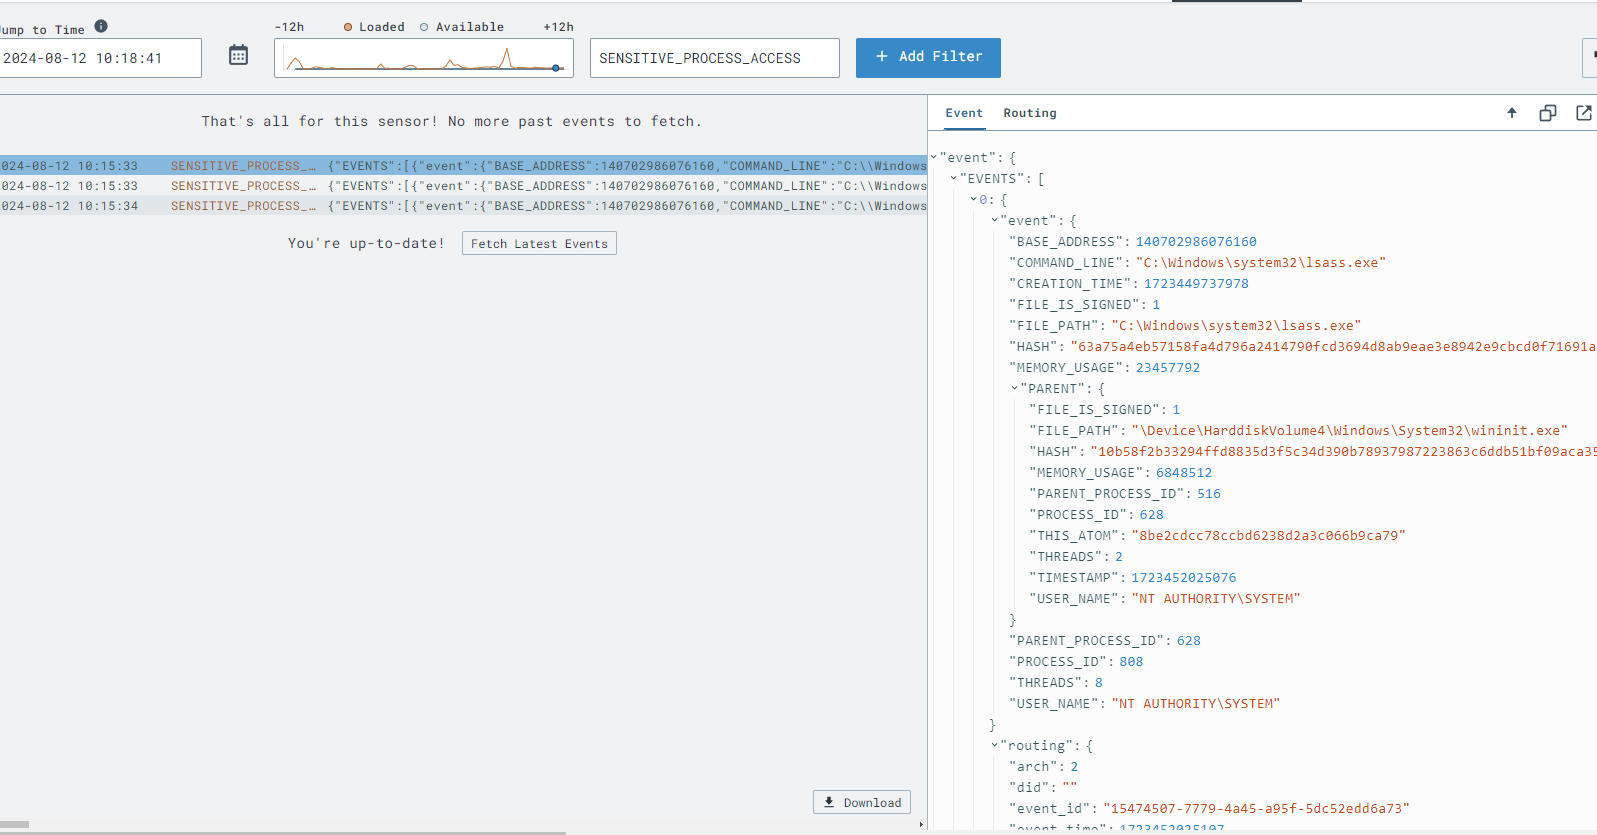 -12h Loaded Available +12h
Jump to Time
2024-08-12 10:18:41
SENSITIVE_PROCESS_ACCESS
+ Add Filter
That's all for this sensor! No more past events to fetch.
2024-08-12 10:15:33 SENSITIVE_PROCESS_… {"EVENTS":[{"event":{"BASE_ADDRESS":140702986076160,"COMMAND_LINE":"C:\\Windows
2024-08-12 10:15:33 SENSITIVE_PROCESS_… {"EVENTS":[{"event":{"BASE_ADDRESS":140702986076160,"COMMAND_LINE":"C:\\Windows
2024-08-12 10:15:34 SENSITIVE_PROCESS_… {"EVENTS":[{"event":{"BASE_ADDRESS":140702986076160,"COMMAND_LINE":"C:\\Windows
You're up-to-date! Fetch Latest Events
Download
Event Routing
"event": {
"EVENTS": [
0: {
"event": {
"BASE_ADDRESS": 140702986076160
"COMMAND_LINE": "C:\Windows\system32\lsass.exe"
"CREATION_TIME": 1723449737978
"FILE_IS_SIGNED": 1
"FILE_PATH": "C:\Windows\system32\lsass.exe"
"HASH": "63a75a4eb57158fa4d796a2414790fcd3694d8ab9eae3e8942e9cbcd0f71691a
"MEMORY_USAGE": 23457792
"PARENT": {
"FILE_IS_SIGNED": 1
"FILE_PATH": "\Device\HarddiskVolume4\Windows\System32\wininit.exe"
"HASH": "10b58f2b33294ffd8835d3f5c34d390b78937987223863c6ddb51bf09aca35
"MEMORY_USAGE": 6848512
"PARENT_PROCESS_ID": 516
"PROCESS_ID": 628
"THIS_ATOM": "8be2cdcc78ccbd6238d2a3c066b9ca79"
"THREADS": 2
"TIMESTAMP": 1723452025076
"USER_NAME": "NT AUTHORITY\SYSTEM"
}
"PARENT_PROCESS_ID": 628
"PROCESS_ID": 808
"THREADS": 8
"USER_NAME": "NT AUTHORITY\SYSTEM"
}
"routing": {
"arch": 2
"did": ""
"event_id": "15474507-7779-4a45-a95f-5dc52edd6a73"
"event_time": 1723452025107